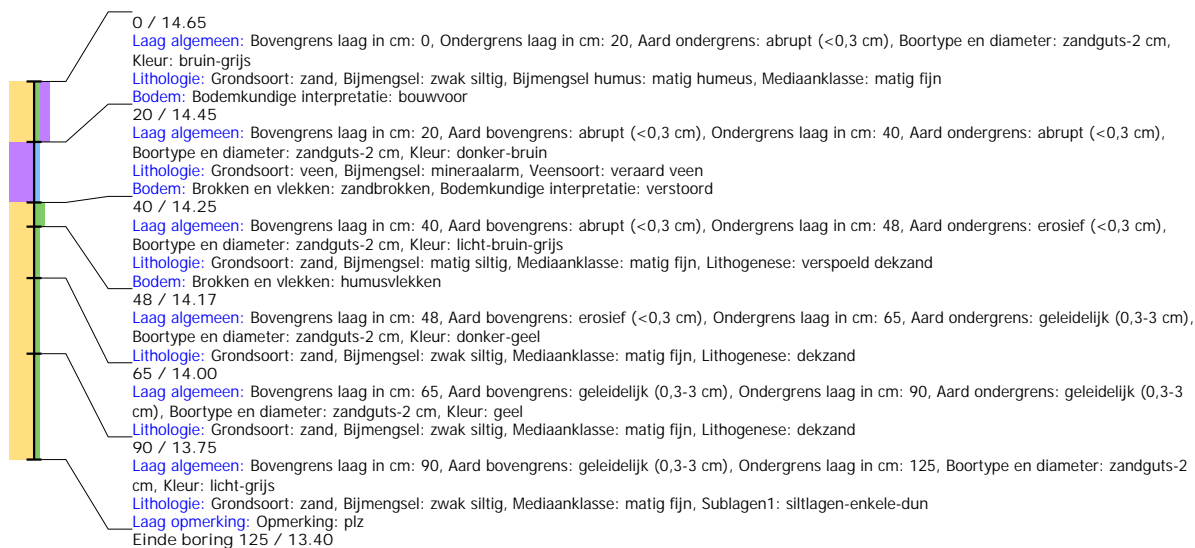 0 / 14.65
Laag algemeen: Bovengrens laag in cm: 0, Ondergrens laag in cm: 20, Aard ondergrens: abrupt (<0,3 cm), Boortype en diameter: zandguts-2 cm,
Kleur: bruin-grijs
Lithologie: Grondsoort: zand, Bijmengsel: zwak siltig, Bijmengsel humus: matig humeus, Mediaanklasse: matig fijn
Bodem: Bodemkundige interpretatie: bouwvoor
20 / 14.45
Laag algemeen: Bovengrens laag in cm: 20, Aard bovengrens: abrupt (<0,3 cm), Ondergrens laag in cm: 40, Aard ondergrens: abrupt (<0,3 cm),
Boortype en diameter: zandguts-2 cm, Kleur: donker-bruin
Lithologie: Grondsoort: veen, Bijmengsel: mineraalarm, Veensoort: veraard veen
Bodem: Brokken en vlekken: zandbrokken, Bodemkundige interpretatie: verstoord
40 / 14.25
Laag algemeen: Bovengrens laag in cm: 40, Aard bovengrens: abrupt (<0,3 cm), Ondergrens laag in cm: 48, Aard ondergrens: erosief (<0,3 cm),
Boortype en diameter: zandguts-2 cm, Kleur: licht-bruin-grijs
Lithologie: Grondsoort: zand, Bijmengsel: matig siltig, Mediaanklasse: matig fijn, Lithogenese: verspoeld dekzand
Bodem: Brokken en vlekken: humusvlekken
48 / 14.17
Laag algemeen: Bovengrens laag in cm: 48, Aard bovengrens: erosief (<0,3 cm), Ondergrens laag in cm: 65, Aard ondergrens: geleidelijk (0,3-3 cm),
Boortype en diameter: zandguts-2 cm, Kleur: donker-geel
Lithologie: Grondsoort: zand, Bijmengsel: zwak siltig, Mediaanklasse: matig fijn, Lithogenese: dekzand
65 / 14.00
Laag algemeen: Bovengrens laag in cm: 65, Aard bovengrens: geleidelijk (0,3-3 cm), Ondergrens laag in cm: 90, Aard ondergrens: geleidelijk (0,3-3
cm), Boortype en diameter: zandguts-2 cm, Kleur: geel
Lithologie: Grondsoort: zand, Bijmengsel: zwak siltig, Mediaanklasse: matig fijn, Lithogenese: dekzand
90 / 13.75
Laag algemeen: Bovengrens laag in cm: 90, Aard bovengrens: geleidelijk (0,3-3 cm), Ondergrens laag in cm: 125, Boortype en diameter: zandguts-2
cm, Kleur: licht-grijs
Lithologie: Grondsoort: zand, Bijmengsel: zwak siltig, Mediaanklasse: matig fijn, Sublagen1: siltlagen-enkele-dun
Laag opmerking: Opmerking: plz
Einde boring 125 / 13.40